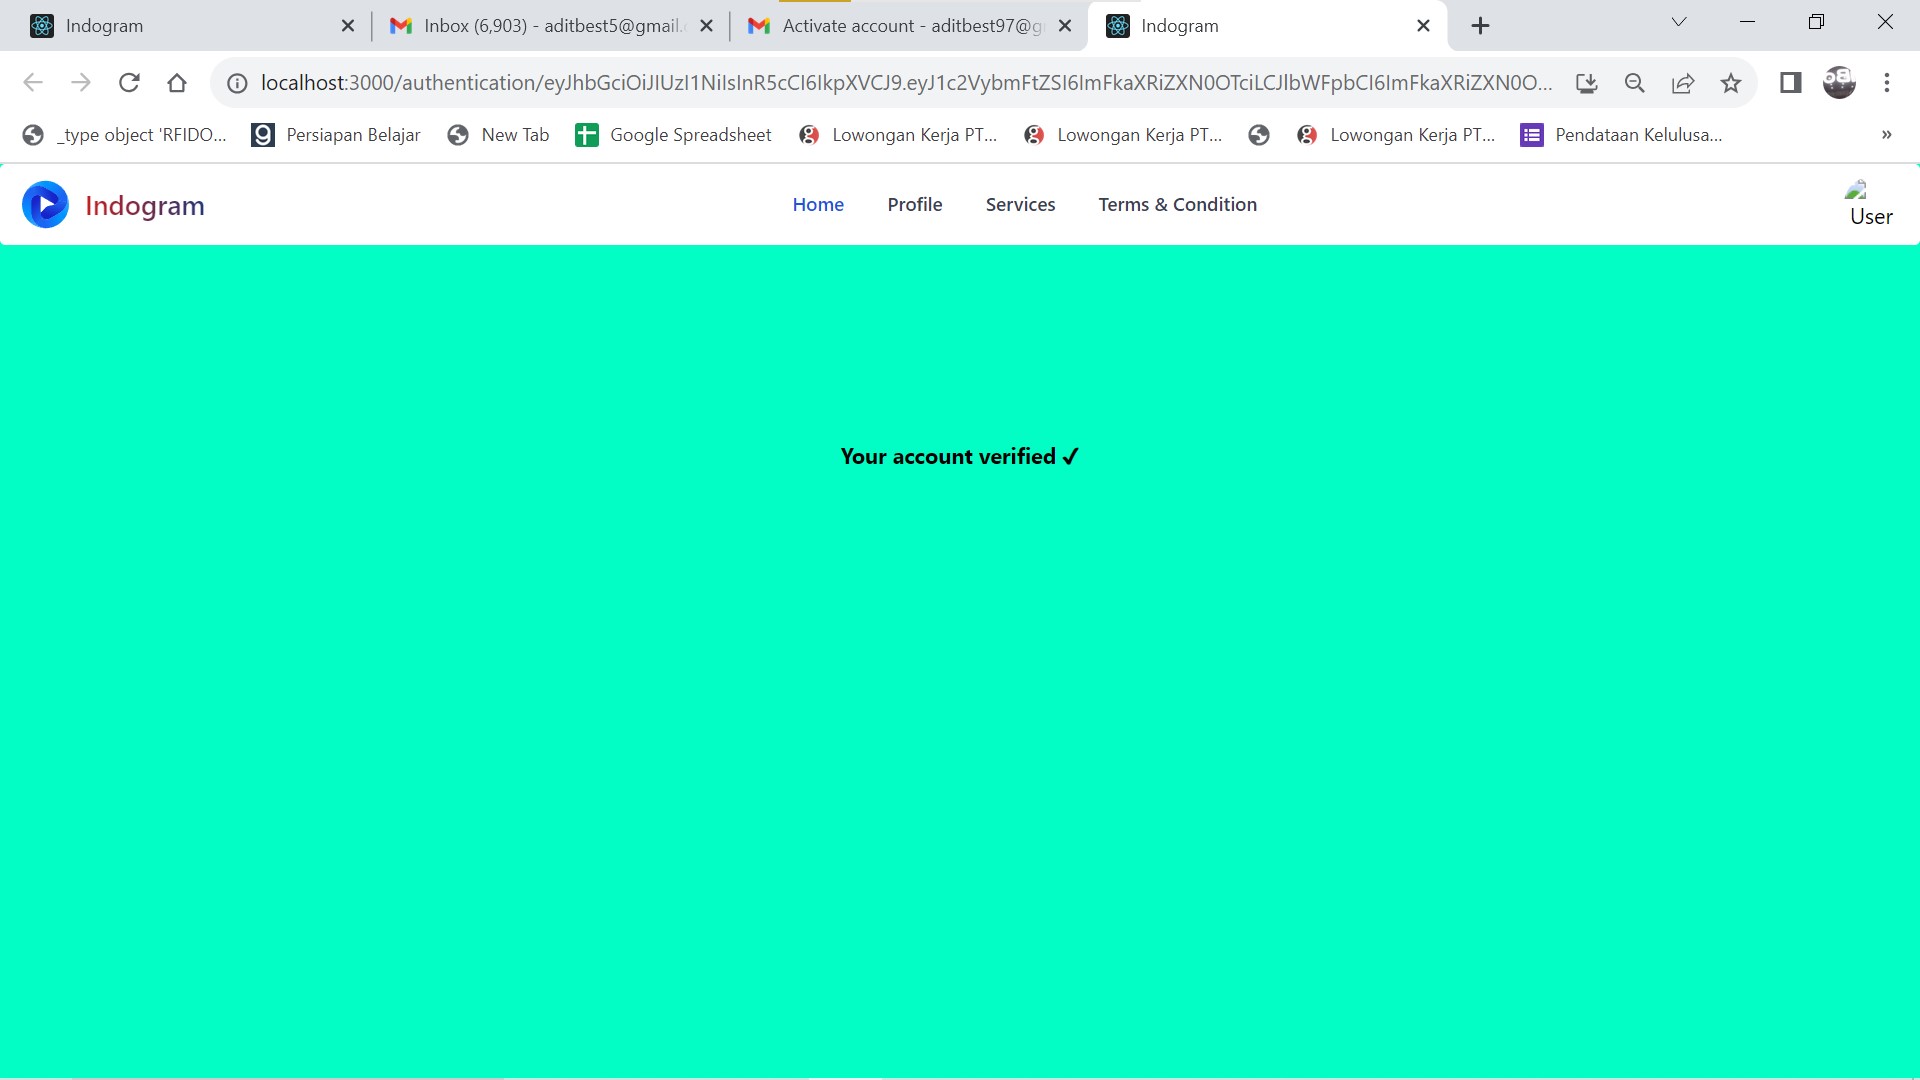 Indogram
Inbox (6,903) - aditbest5@gmail.
Activate account - aditbest97@g
Indogram
localhost:3000/authentication/eyJhbGciOiJIUzI1NiIsInR5cCI6IkpXVCJ9.eyJ1c2VybmFtZSI6ImFkaXRiZXN0OTciLCJlbWFpbCI6ImFkaXRiZXN0O...
_type object 'RFIDO...
Persiapan Belajar
New Tab
Google Spreadsheet
Lowongan Kerja PT...
Lowongan Kerja PT...
Lowongan Kerja PT...
Pendataan Kelulusa...
»
Indogram
Home
Profile
Services
Terms & Condition
User
Your account verified ✓